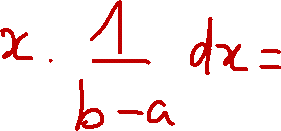 x . 1/(b-a) dx =